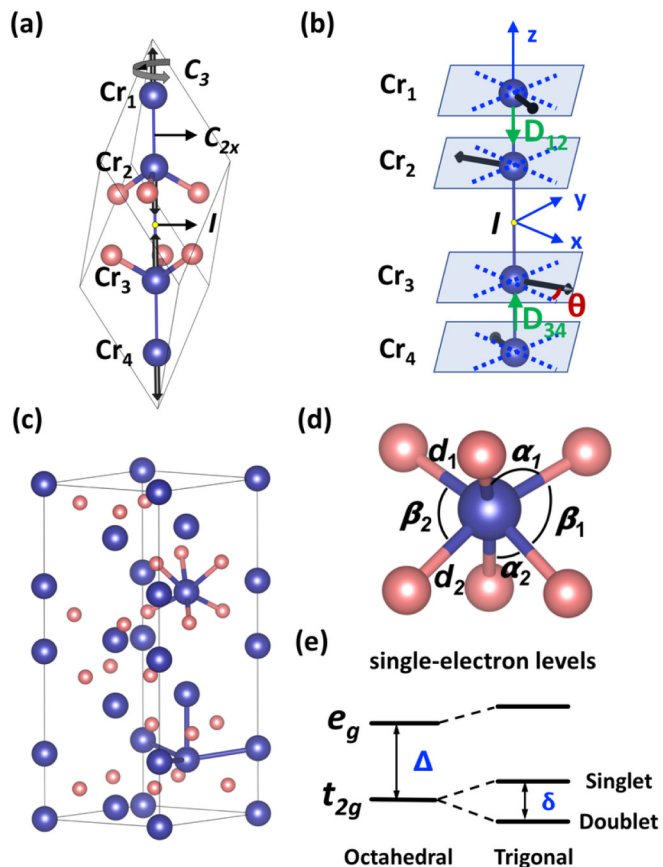 (a)
C3
Cr1
C2x
Cr2
I
Cr3
Cr4
(b)
z
Cr1
D12
Cr2
y
I
x
Cr3
θ
D34
Cr4
(c)
(d)
d1
α1
β2
β1
d2
α2
(e)
single-electron levels
eg
Δ
t2g
Singlet
δ
Doublet
Octahedral Trigonal